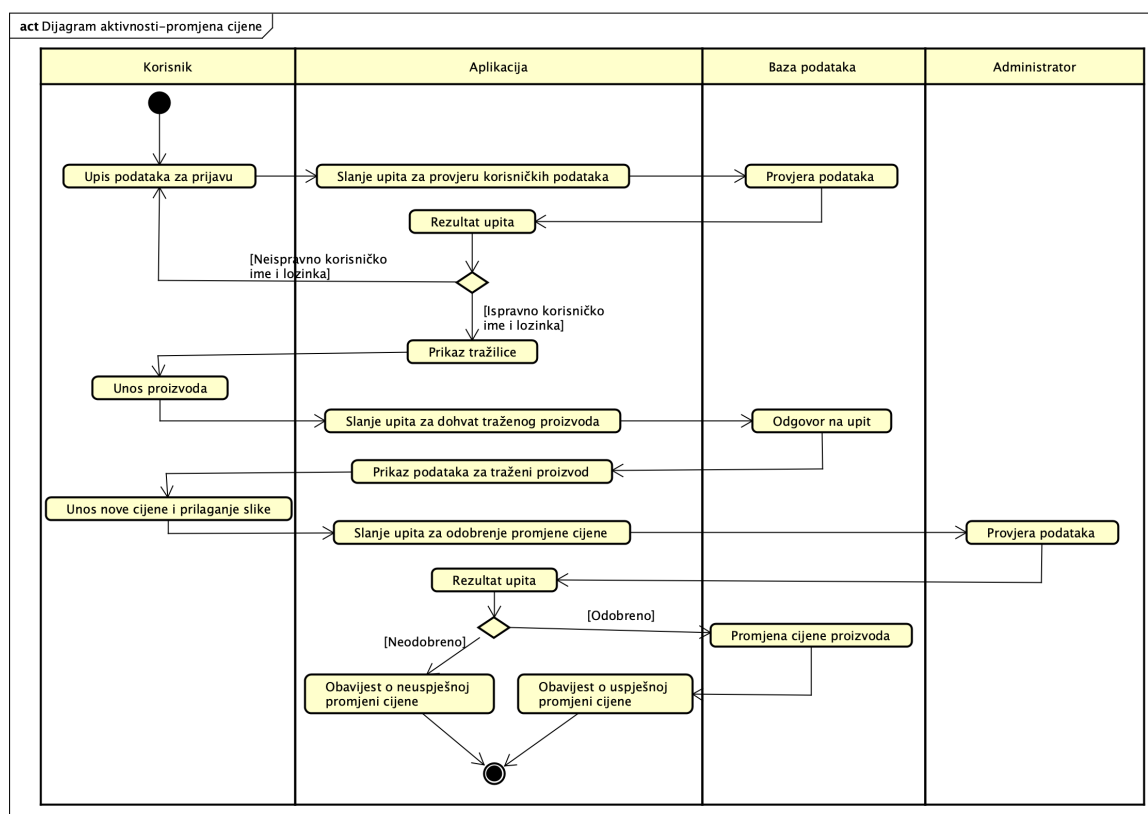 act Dijagram aktivnosti-promjena cijene
Korisnik
Aplikacija
Baza podataka
Administrator
Upis podataka za prijavu
Slanje upita za provjeru korisničkih podataka
Provjera podataka
Rezultat upita
[Neispravno korisničko
ime i lozinka]
[Ispravno korisničko
ime i lozinka]
Prikaz tražilice
Unos proizvoda
Slanje upita za dohvat traženog proizvoda
Odgovor na upit
Prikaz podataka za traženi proizvod
Unos nove cijene i prilaganje slike
Slanje upita za odobrenje promjene cijene
Provjera podataka
Rezultat upita
[Odobreno]
[Neodobreno]
Promjena cijene proizvoda
Obavijest o neuspješnoj
promjeni cijene
Obavijest o uspješnoj
promjeni cijene